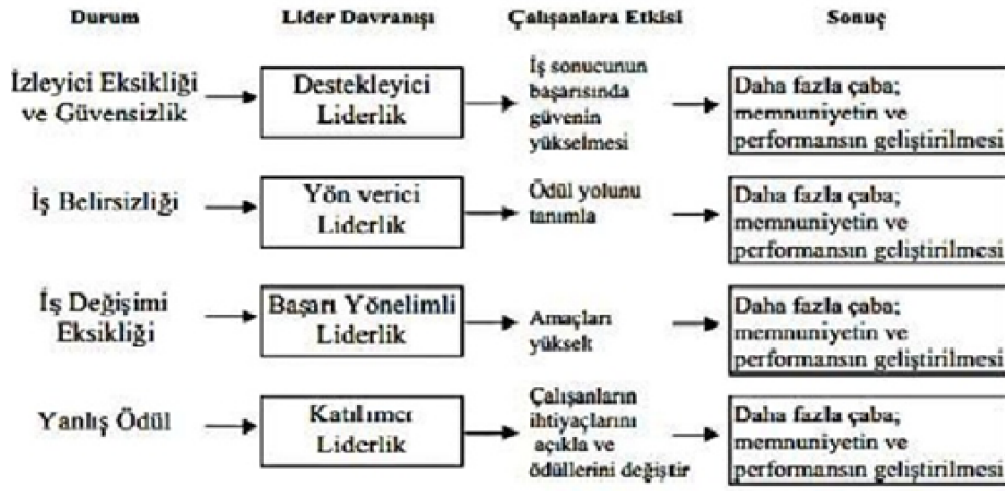 Durum
Lider Davranışı
Çalışanlara Etkisi
Sonuç
İzleyici Eksikliği
ve Güvensizlik
Destekleyici
Liderlik
İş sonucunun
başarısında
güvenin
yükselmesi
Daha fazla çaba;
memnuniyetin ve
performansın geliştirilmesi
İş Belirsizliği
Yön verici
Liderlik
Ödül yolunu
tanımla
Daha fazla çaba;
memnuniyetin ve
performansın geliştirilmesi
İş Değişimi
Eksikliği
Başarı Yönelimli
Liderlik
Amaçları
yükselt
Daha fazla çaba;
memnuniyetin ve
performansın geliştirilmesi
Yanlış Ödül
Katılımcı
Liderlik
Çalışanların
ihtiyaçlarını
açıkla ve
ödüllerini değiştir
Daha fazla çaba;
memnuniyetin ve
performansın geliştirilmesi